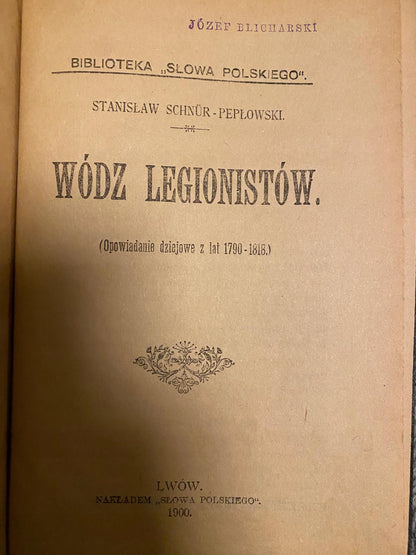 JÓZEF BLICHARSKI
BIBLIOTEKA „SŁOWA POLSKIEGO".
STANISŁAW SCHNÜR-PEPŁOWSKI.
WÓDZ LEGIONISTÓW.
(Opowiadanie dziejowe z lat 1790-1818.)
LWÓW.
NAKŁADEM „SŁOWA POLSKIEGO".
1900.